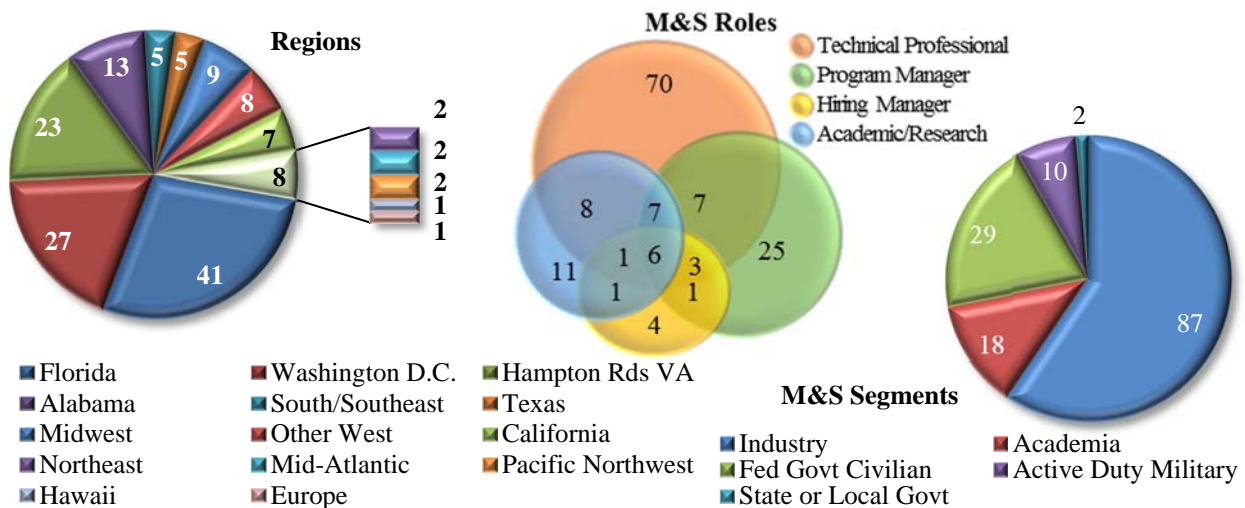 Regions
13
5
5
9
8
7
8
23
27
41
2
2
2
1
1
M&S Roles
Technical Professional
Program Manager
Hiring Manager
Academic/Research
70
8
7
7
25
11
1
6
3
1
1
4
2
10
29
18
87
Florida
Washington D.C.
Hampton Rds VA
Alabama
South/Southeast
Texas
Midwest
Other West
California
Northeast
Mid-Atlantic
Pacific Northwest
Hawaii
Europe
M&S Segments
Industry
Academia
Fed Govt Civilian
Active Duty Military
State or Local Govt